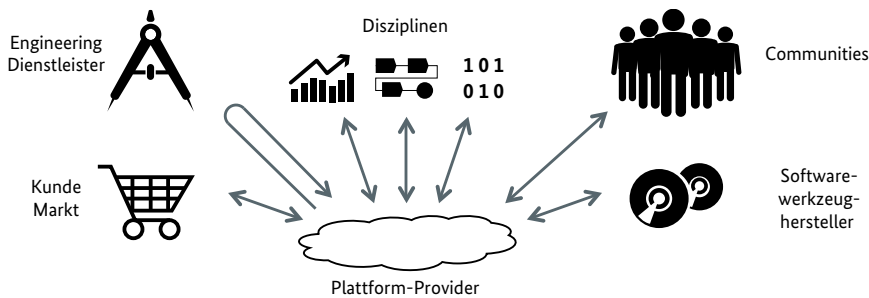 Disziplinen
Engineering
Dienstleister
101
010
Communities
Kunde
Markt
Software-
werkzeug-
hersteller
Plattform-Provider